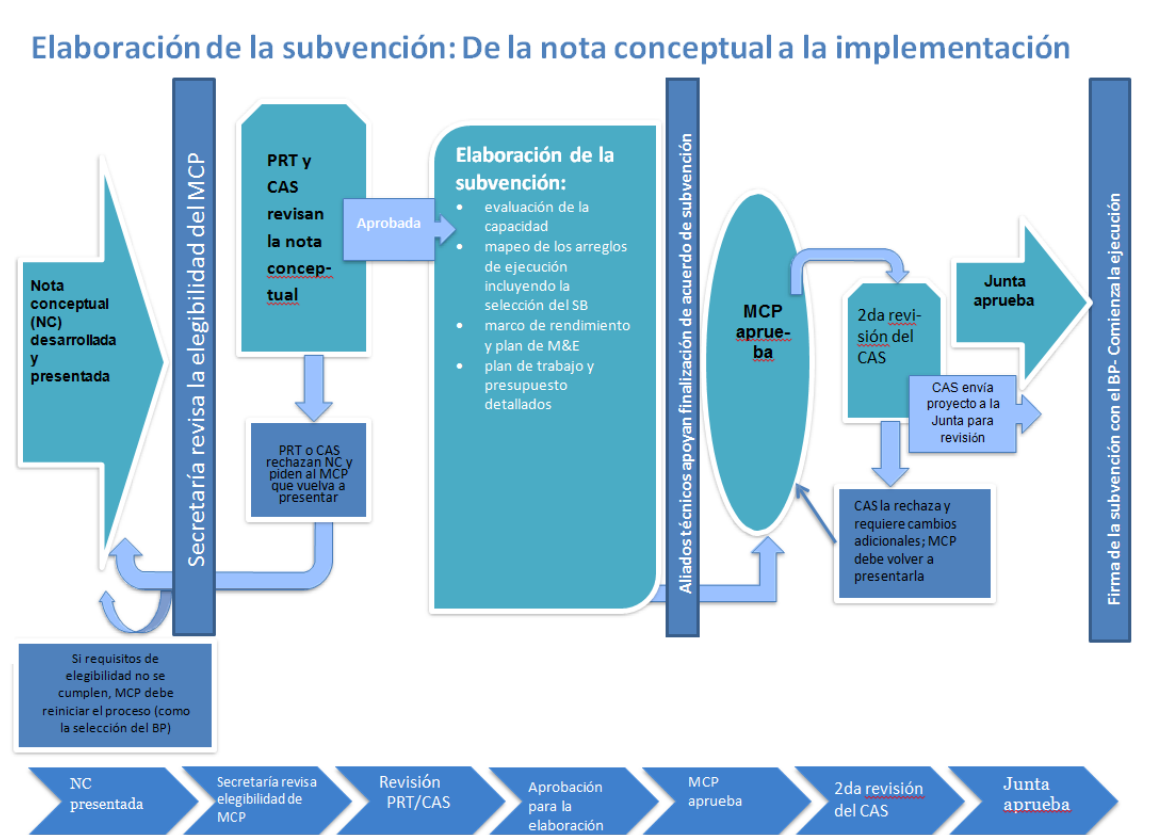 Elaboración de la subvención: De la nota conceptual a la implementación
Nota
conceptual
(NC)
desarrollada
y
presentada
Secretaría revisa la elegibilidad del MCP
PRT y
CAS
revisan
la nota
concep-
tual
Aprobada
PRT o CAS
rechazan NC y
piden al MCP
que vuelva a
presentar
Elaboración de la
subvención:
• evaluación de la
capacidad
• mapeo de los arreglos
de ejecución
incluyendo la
selección del SB
• marco de rendimiento
y plan de M&E
• plan de trabajo y
presupuesto
detallados
Aliados técnicos apoyan finalización de acuerdo de subvención
MCP
aprue-
ba
2da revi-
sión del
CAS
CAS envía
proyecto a la
Junta para
revisión
CAS la rechaza y
requiere cambios
adicionales; MCP
debe volver a
presentarla
Junta
aprueba
Firma de la subvención con el BP- Comienza la ejecución
Si requisitos de
elegibilidad no se
cumplen, MCP debe
reiniciar el proceso (como
la selección del BP)
NC
presentada
Secretaría revisa
elegibilidad de
MCP
Revisión
PRT/CAS
Aprobación
para la
elaboración
MCP
aprueba
2da revisión
del CAS
Junta
aprueba